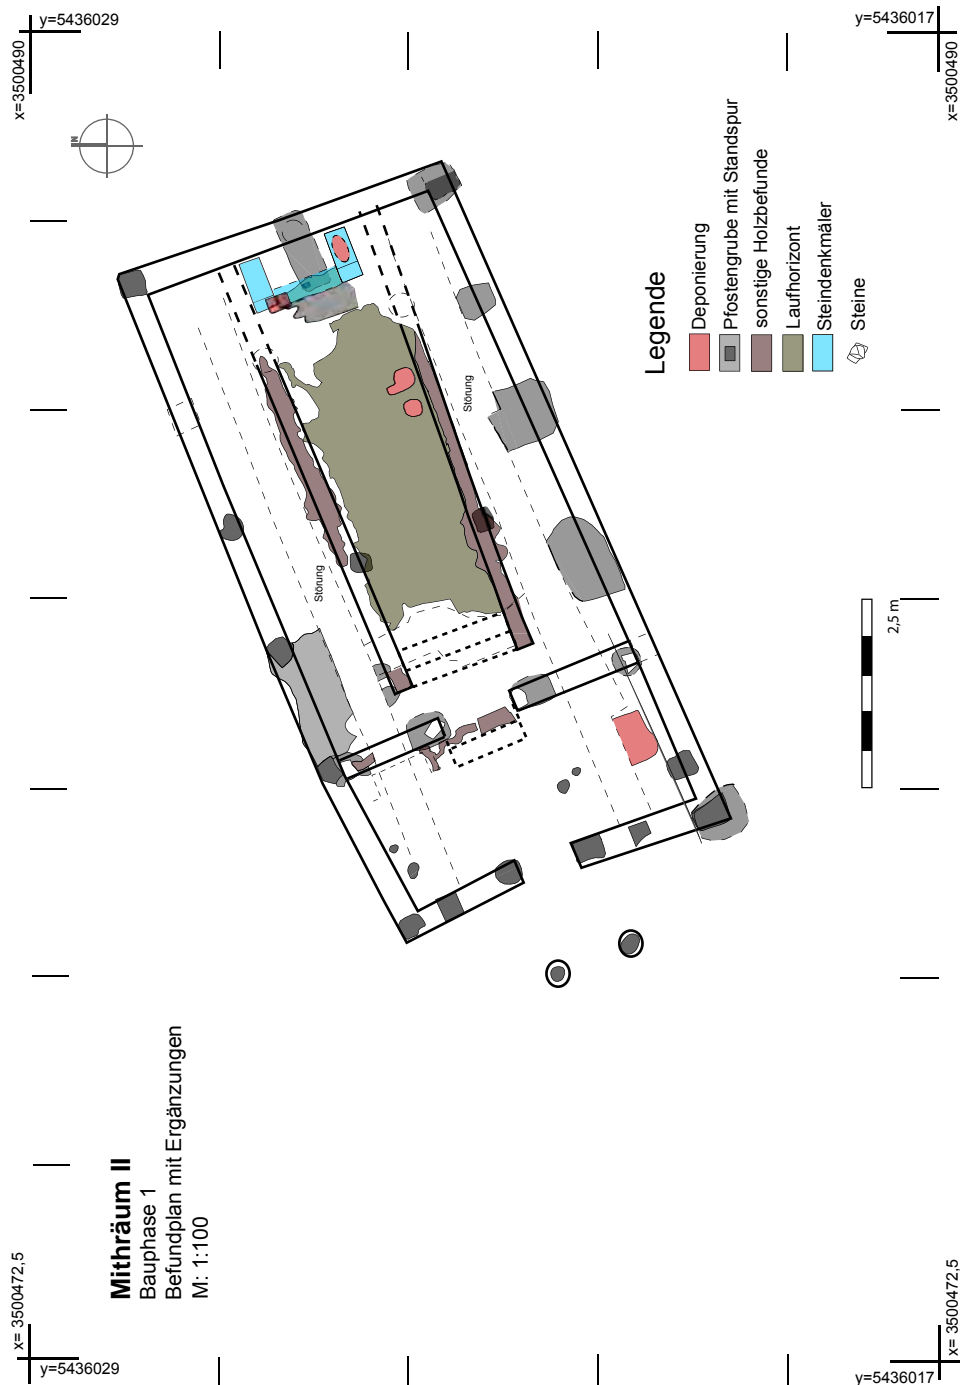 y=5436029
y=5436017
x=3500490
x=3500490
N
Störung
Störung
Legende
Deponierung
Pfostengrube mit Standspur
sonstige Holzbefunde
Laufhorizont
Steindenkmäler
Steine
2,5 m
Mithräum II
Bauphase 1
Befundplan mit Ergänzungen
M: 1:100
x= 3500472,5
x= 3500472,5
y=5436029
y=5436017